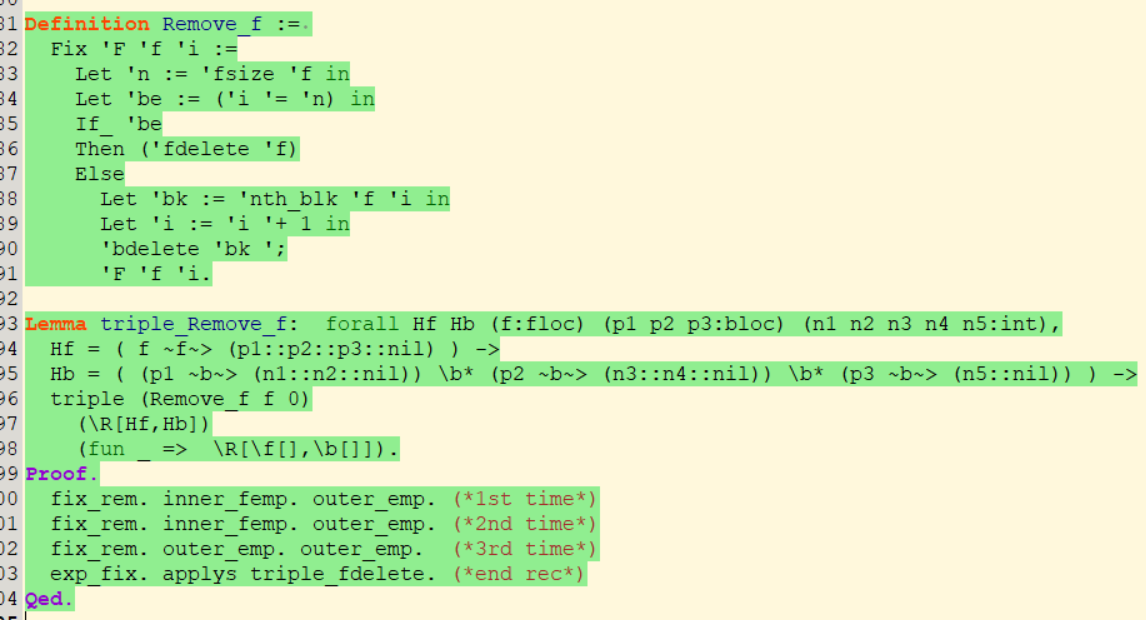 31 Definition Remove_f :=.
32 Fix 'F 'f 'i :=
33 Let 'n := 'fsize 'f in
34 Let 'be := ('i '= 'n) in
35 If_ 'be
36 Then ('fdelete 'f)
37 Else
38 Let 'bk := 'nth_blk 'f 'i in
39 Let 'i := 'i '+ 1 in
90 'bdelete 'bk ';
91 'F 'f 'i.
92
93 Lemma triple_Remove_f: forall Hf Hb (f:floc) (p1 p2 p3:bloc) (n1 n2 n3 n4 n5:int),
94 Hf = ( f ~f~> (p1::p2::p3::nil) ) ->
95 Hb = ( (p1 ~b~> (n1::n2::nil)) \b* (p2 ~b~> (n3::n4::nil)) \b* (p3 ~b~> (n5::nil)) ) ->
96 triple (Remove_f f 0)
97 (\R[Hf,Hb])
98 (fun _ => \R[\f[],\b[]]).
99 Proof.
00 fix_rem. inner_femp. outer_emp. (*1st time*)
01 fix_rem. inner_femp. outer_emp. (*2nd time*)
02 fix_rem. outer_emp. outer_emp. (*3rd time*)
03 exp_fix. applys triple_fdelete. (*end rec*)
04 Qed.